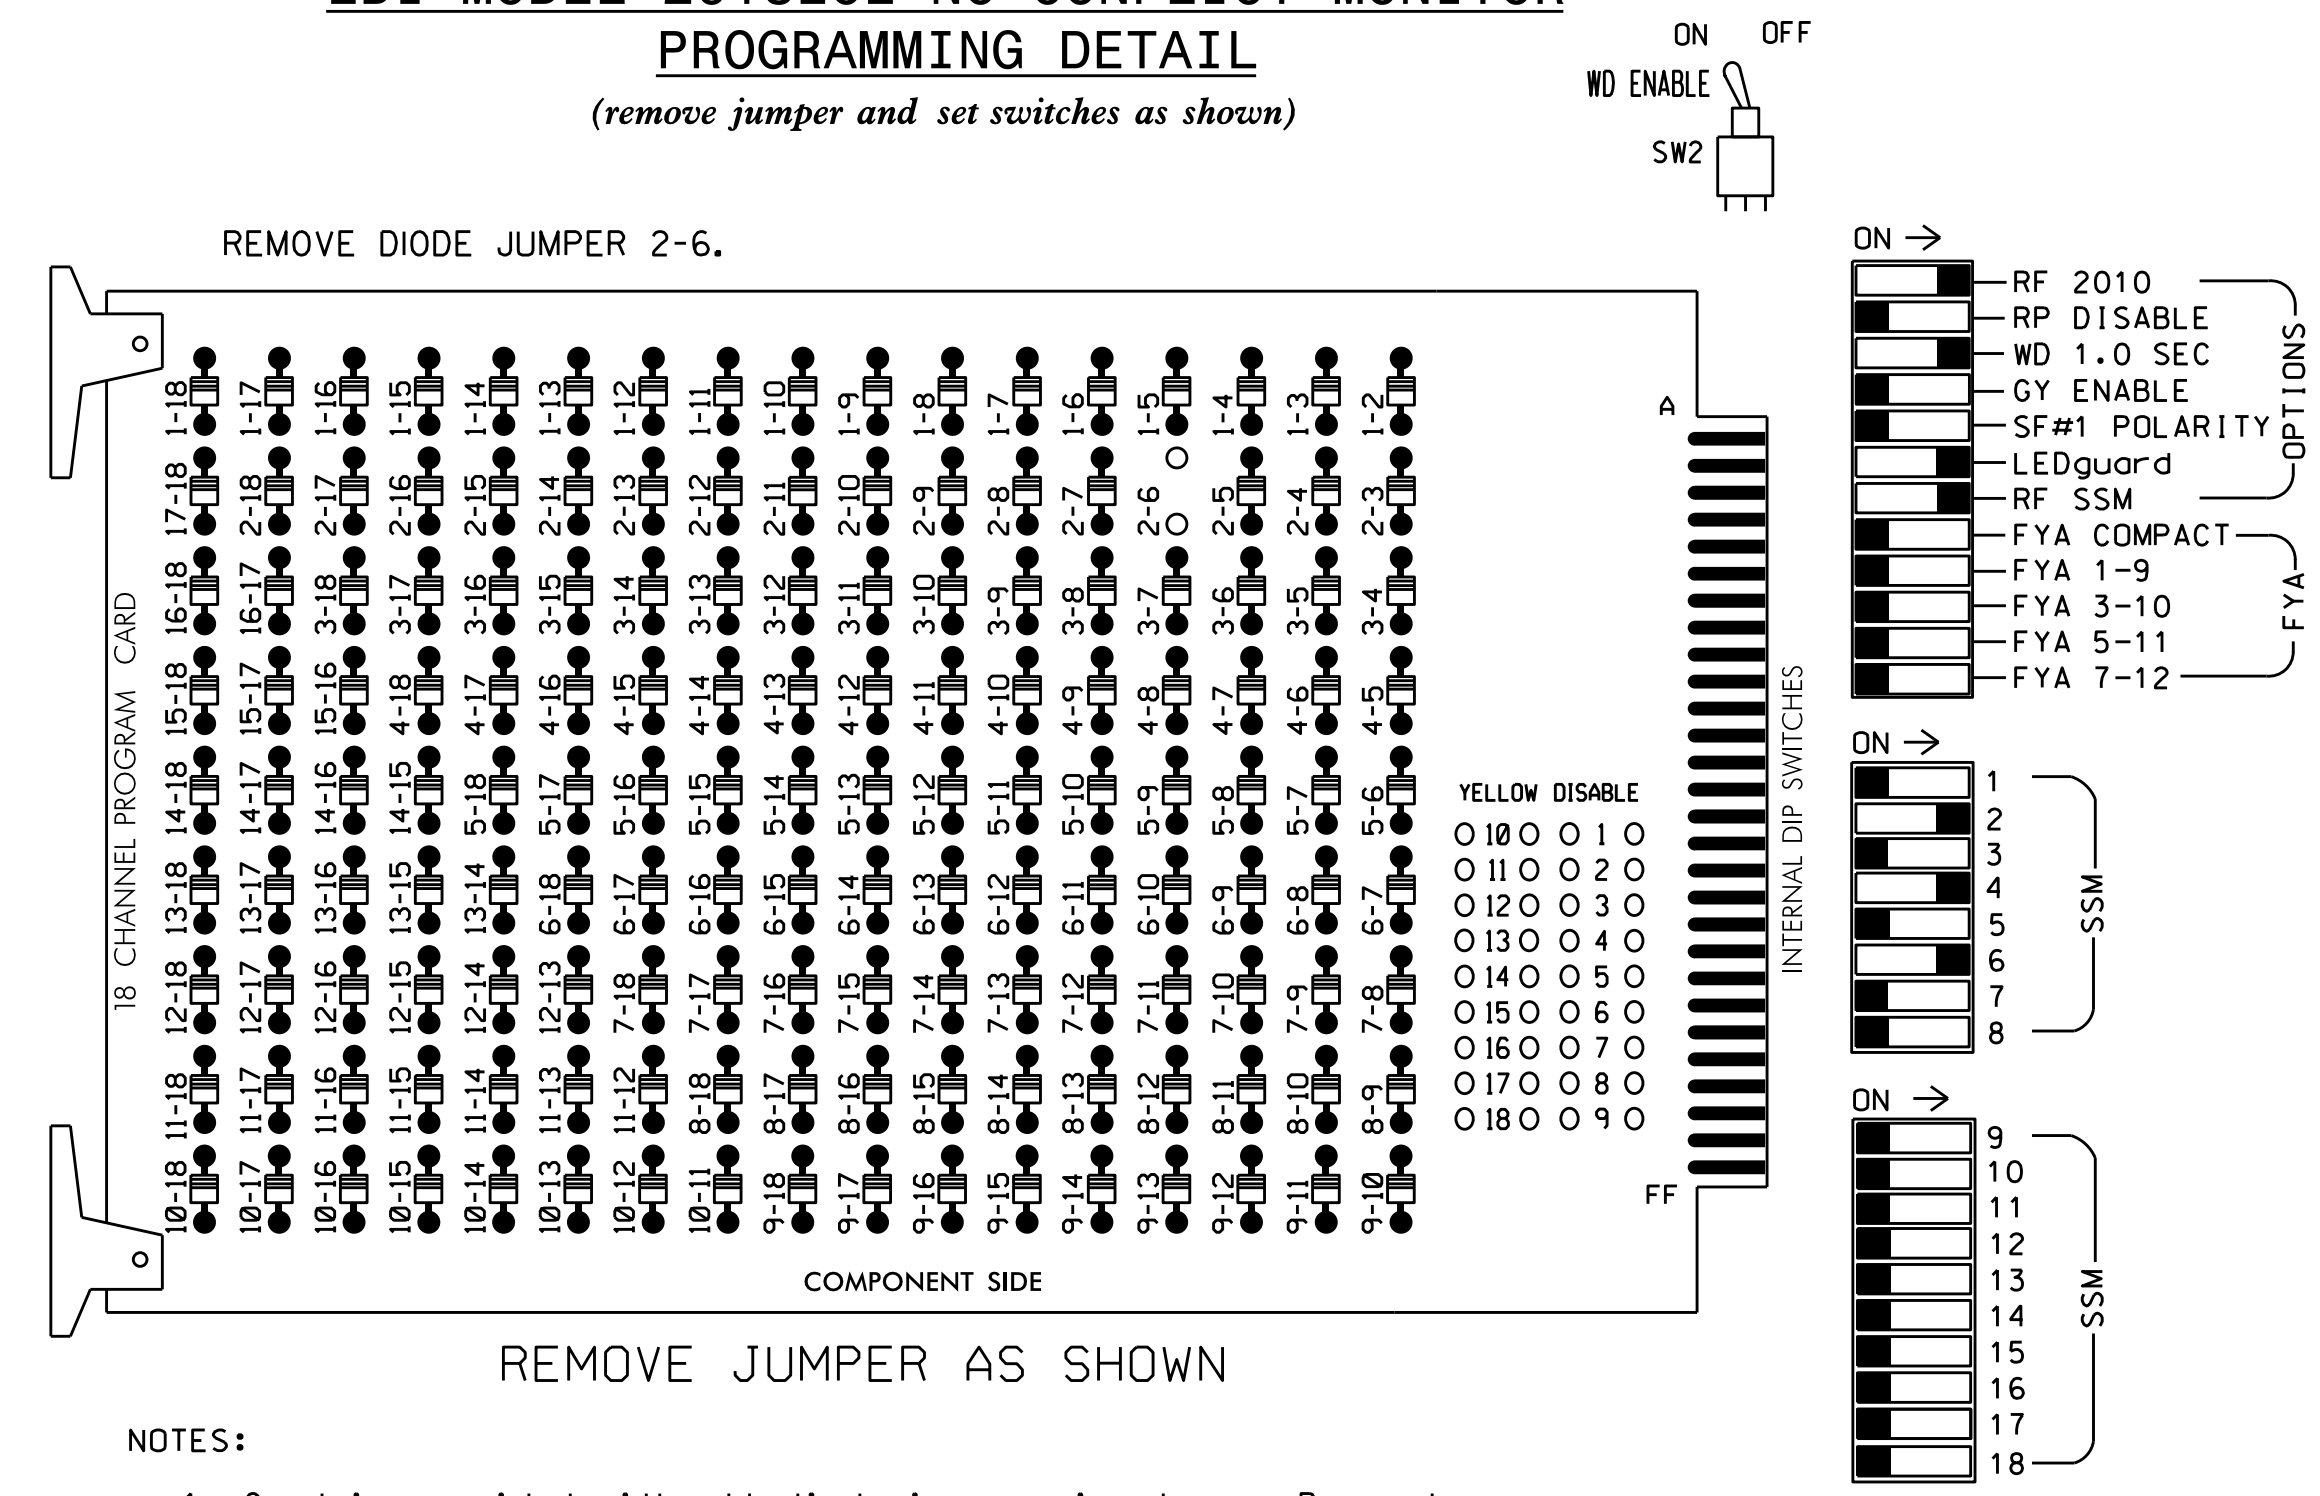 PROGRAMMING DETAIL
(remove jumper and set switches as shown)
ON OFF
WD ENABLE
SW2
REMOVE DIODE JUMPER 2-6.
18 CHANNEL PROGRAM CARD
1-18 1-17 1-16 1-15 1-14 1-13 1-12 1-11 1-10 1-9 1-8 1-7 1-6 1-5 1-4 1-3 1-2
17-18 2-18 2-17 2-16 2-15 2-14 2-13 2-12 2-11 2-10 2-9 2-8 2-7 2-6 2-5 2-4 2-3
16-18 16-17 3-18 3-17 3-16 3-15 3-14 3-13 3-12 3-11 3-10 3-9 3-8 3-7 3-6 3-5 3-4
15-18 15-17 15-16 4-18 4-17 4-16 4-15 4-14 4-13 4-12 4-11 4-10 4-9 4-8 4-7 4-6 4-5
14-18 14-17 14-16 14-15 5-18 5-17 5-16 5-15 5-14 5-13 5-12 5-11 5-10 5-9 5-8 5-7 5-6
13-18 13-17 13-16 13-15 13-14 6-18 6-17 6-16 6-15 6-14 6-13 6-12 6-11 6-10 6-9 6-8 6-7
12-18 12-17 12-16 12-15 12-14 12-13 7-18 7-17 7-16 7-15 7-14 7-13 7-12 7-11 7-10 7-9 7-8
11-18 11-17 11-16 11-15 11-14 11-13 11-12 8-18 8-17 8-16 8-15 8-14 8-13 8-12 8-11 8-10 8-9
10-18 10-17 10-16 10-15 10-14 10-13 10-12 10-11 9-18 9-17 9-16 9-15 9-14 9-13 9-12 9-11 9-10
A
YELLOW DISABLE
10 1
11 2
12 3
13 4
14 5
15 6
16 7
17 8
18 9
FF
COMPONENT SIDE
INTERNAL DIP SWITCHES
ON →
RF 2010
RP DISABLE
WD 1.0 SEC
GY ENABLE
SF#1 POLARITY
LEDguard
RF SSM
OPTIONS
FYA COMPACT
FYA 1-9
FYA 3-10
FYA 5-11
FYA 7-12
FYA
ON →
1
2
3
4
5
6
7
8
SSM
ON →
9
10
11
12
13
14
15
16
17
18
SSM
REMOVE JUMPER AS SHOWN
NOTES: